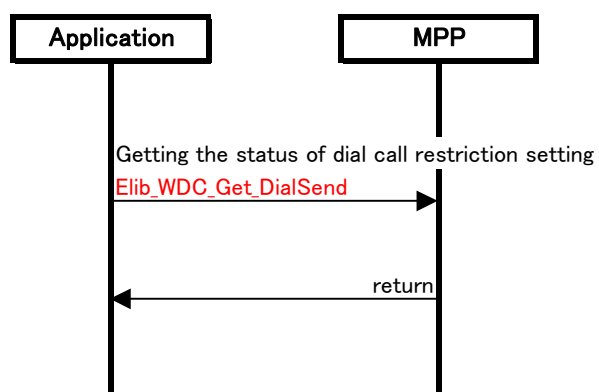 Application
MPP
Getting the status of dial call restriction setting
Elib_WDC_Get_DialSend
return